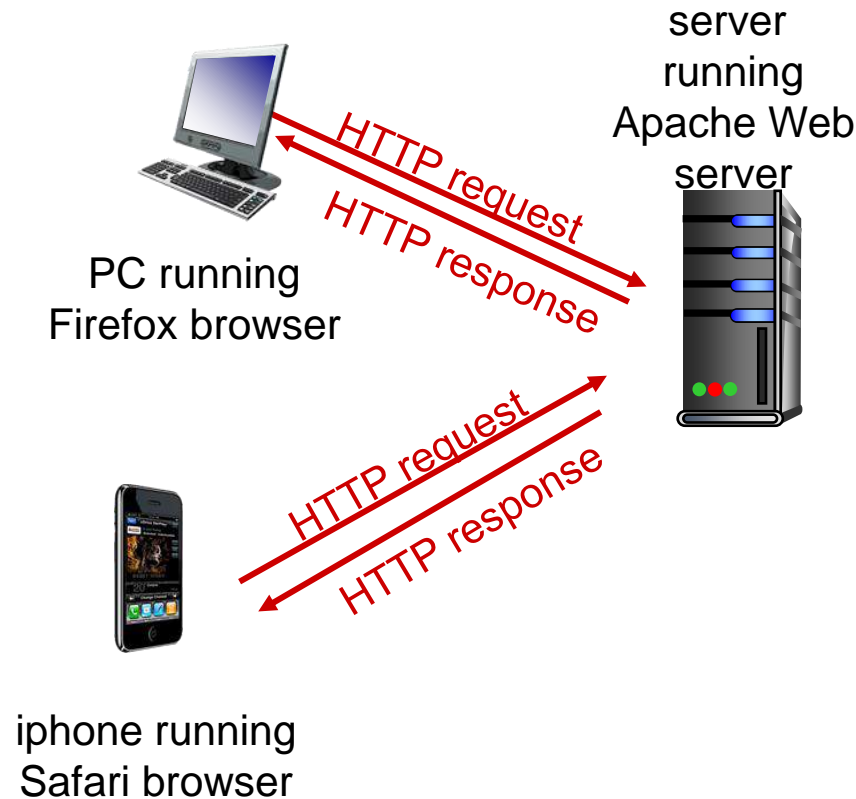 server
running
Apache Web
server
HTTP request
HTTP response
PC running
Firefox browser
HTTP request
HTTP response
iphone running
Safari browser